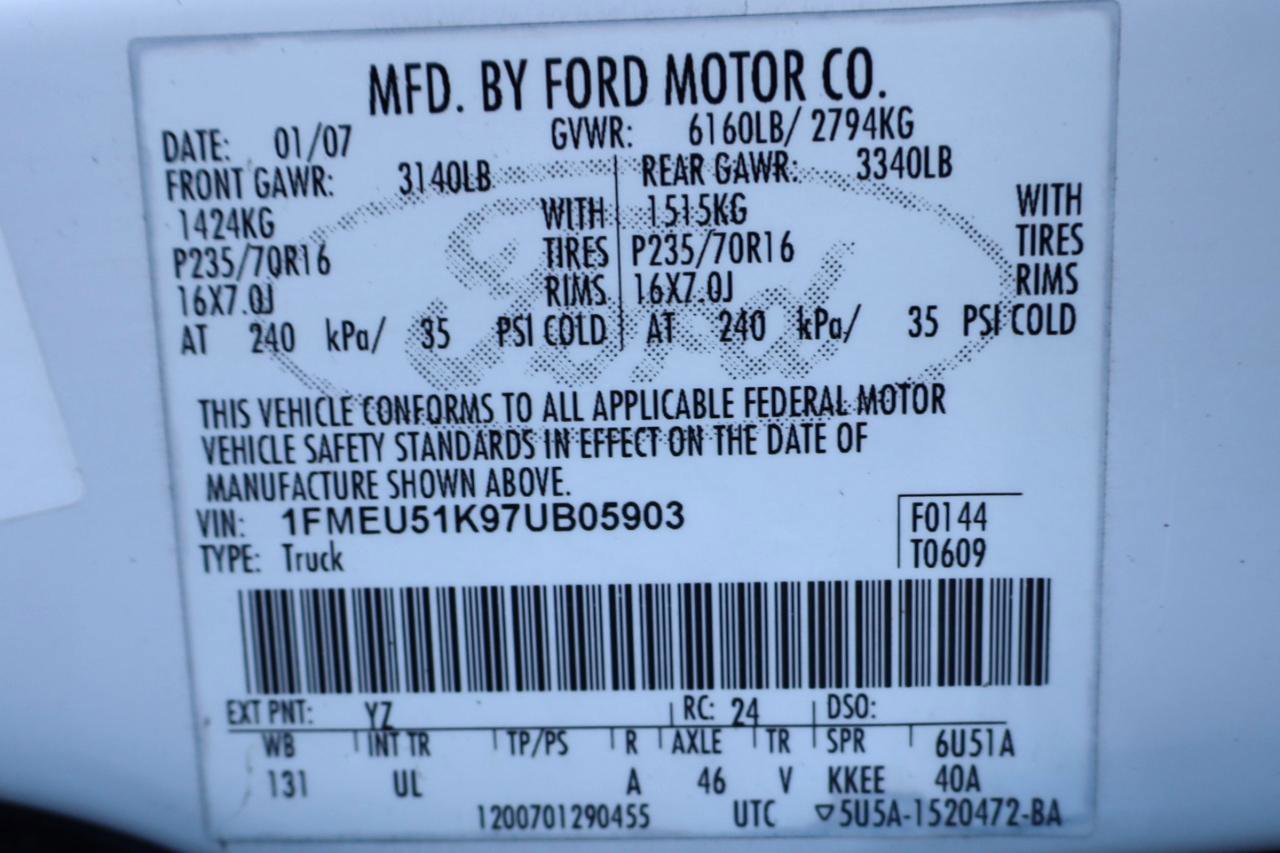 MFD. BY FORD MOTOR CO.
DATE: 01/07 GVWR: 6160LB/ 2794KG
FRONT GAWR: 3140LB REAR GAWR: 3340LB
1424KG WITH 1515KG WITH
P235/70R16 TIRES P235/70R16 TIRES
16X7.0J RIMS 16X7.0J RIMS
AT 240 kPa/ 35 PSI COLD AT 240 kPa/ 35 PSI COLD
Ford
THIS VEHICLE CONFORMS TO ALL APPLICABLE FEDERAL MOTOR
VEHICLE SAFETY STANDARDS IN EFFECT ON THE DATE OF
MANUFACTURE SHOWN ABOVE.
VIN: 1FMEU51K97UB05903 F0144
TYPE: Truck T0609
EXT PNT: YZ RC: 24 DSO:
WB INT TR TP/PS R AXLE TR SPR 6U51A
131 UL A 46 V KKEE 40A
1200701290455 UTC ▽5U5A-1520472-BA